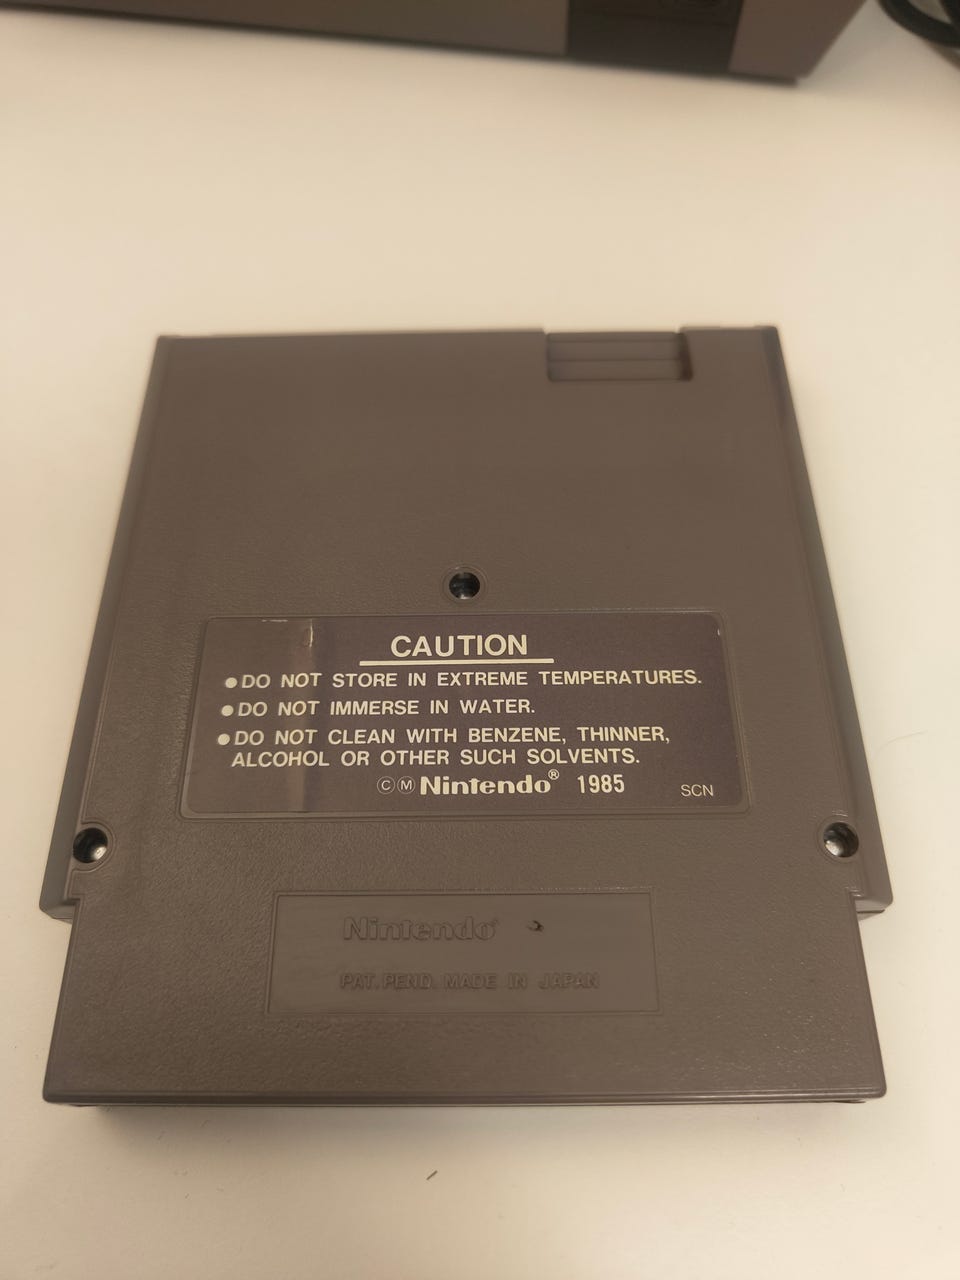 CAUTION
●DO NOT STORE IN EXTREME TEMPERATURES.
●DO NOT IMMERSE IN WATER.
●DO NOT CLEAN WITH BENZENE, THINNER,
ALCOHOL OR OTHER SUCH SOLVENTS.
ⒸⓂ Nintendo® 1985 SCN
Nintendo®
PAT. PEND. MADE IN JAPAN